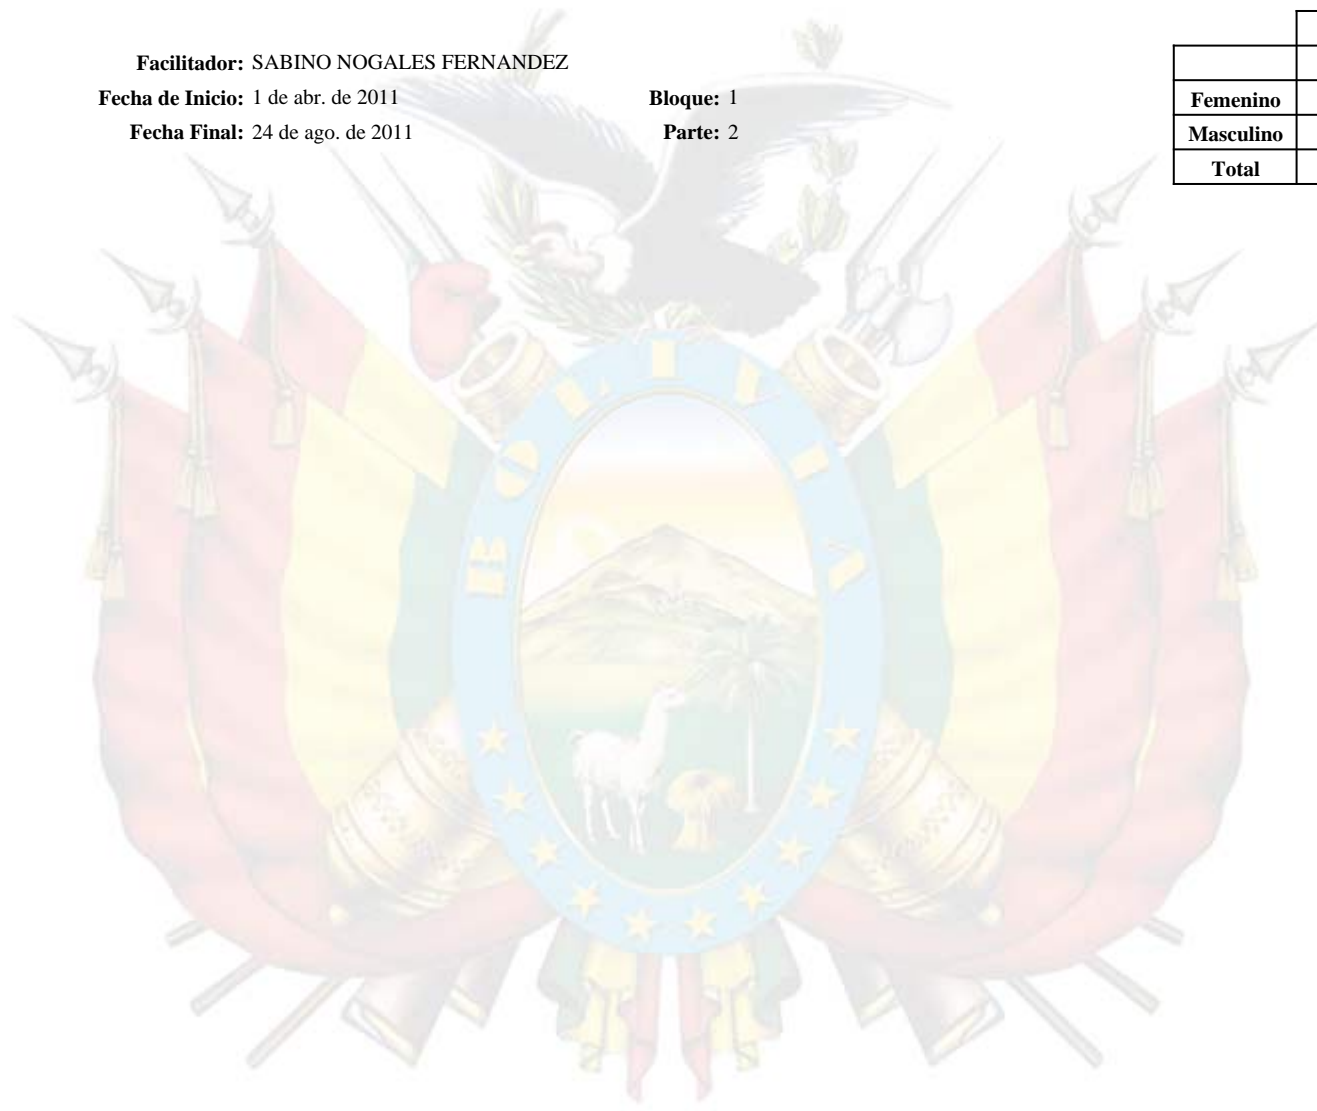 Facilitador: SABINO NOGALES FERNANDEZ
Fecha de Inicio: 1 de abr. de 2011 Bloque: 1
Fecha Final: 24 de ago. de 2011 Parte: 2
Femenino
Masculino
Total
BOLIVIA